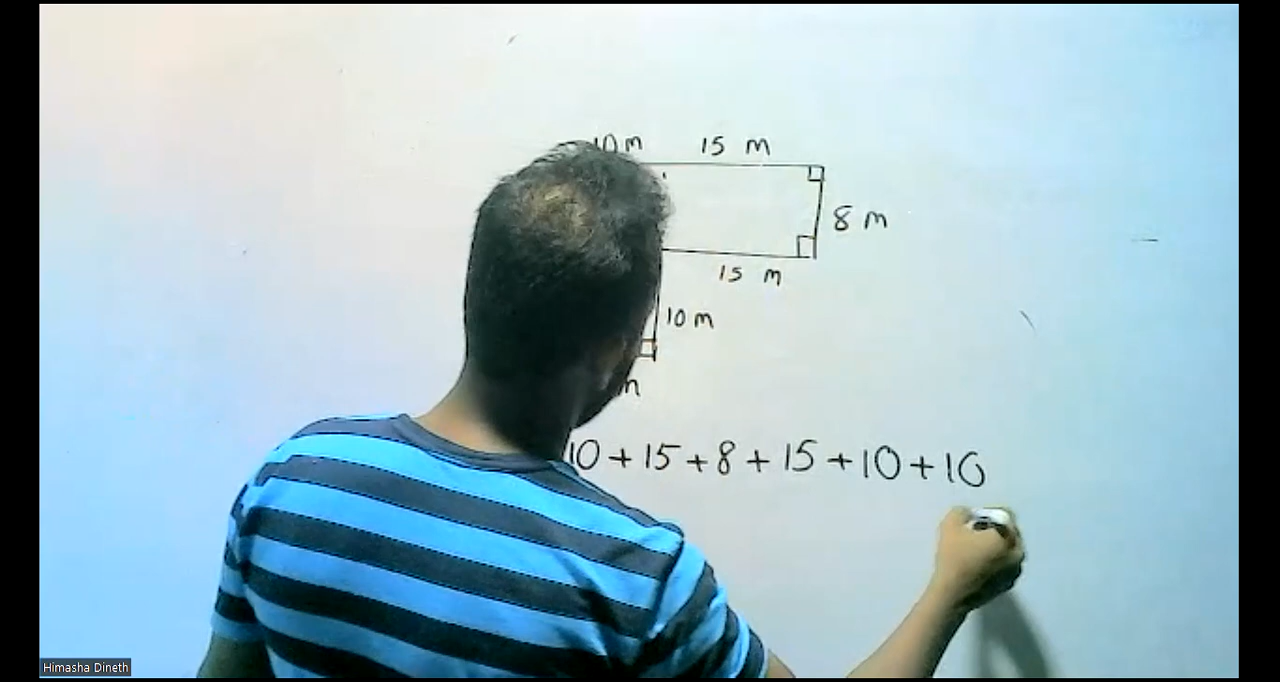 10 m 15 m
8 m
15 m
10 m
m
10 + 15 + 8 + 15 + 10 + 10
Himasha Dineth